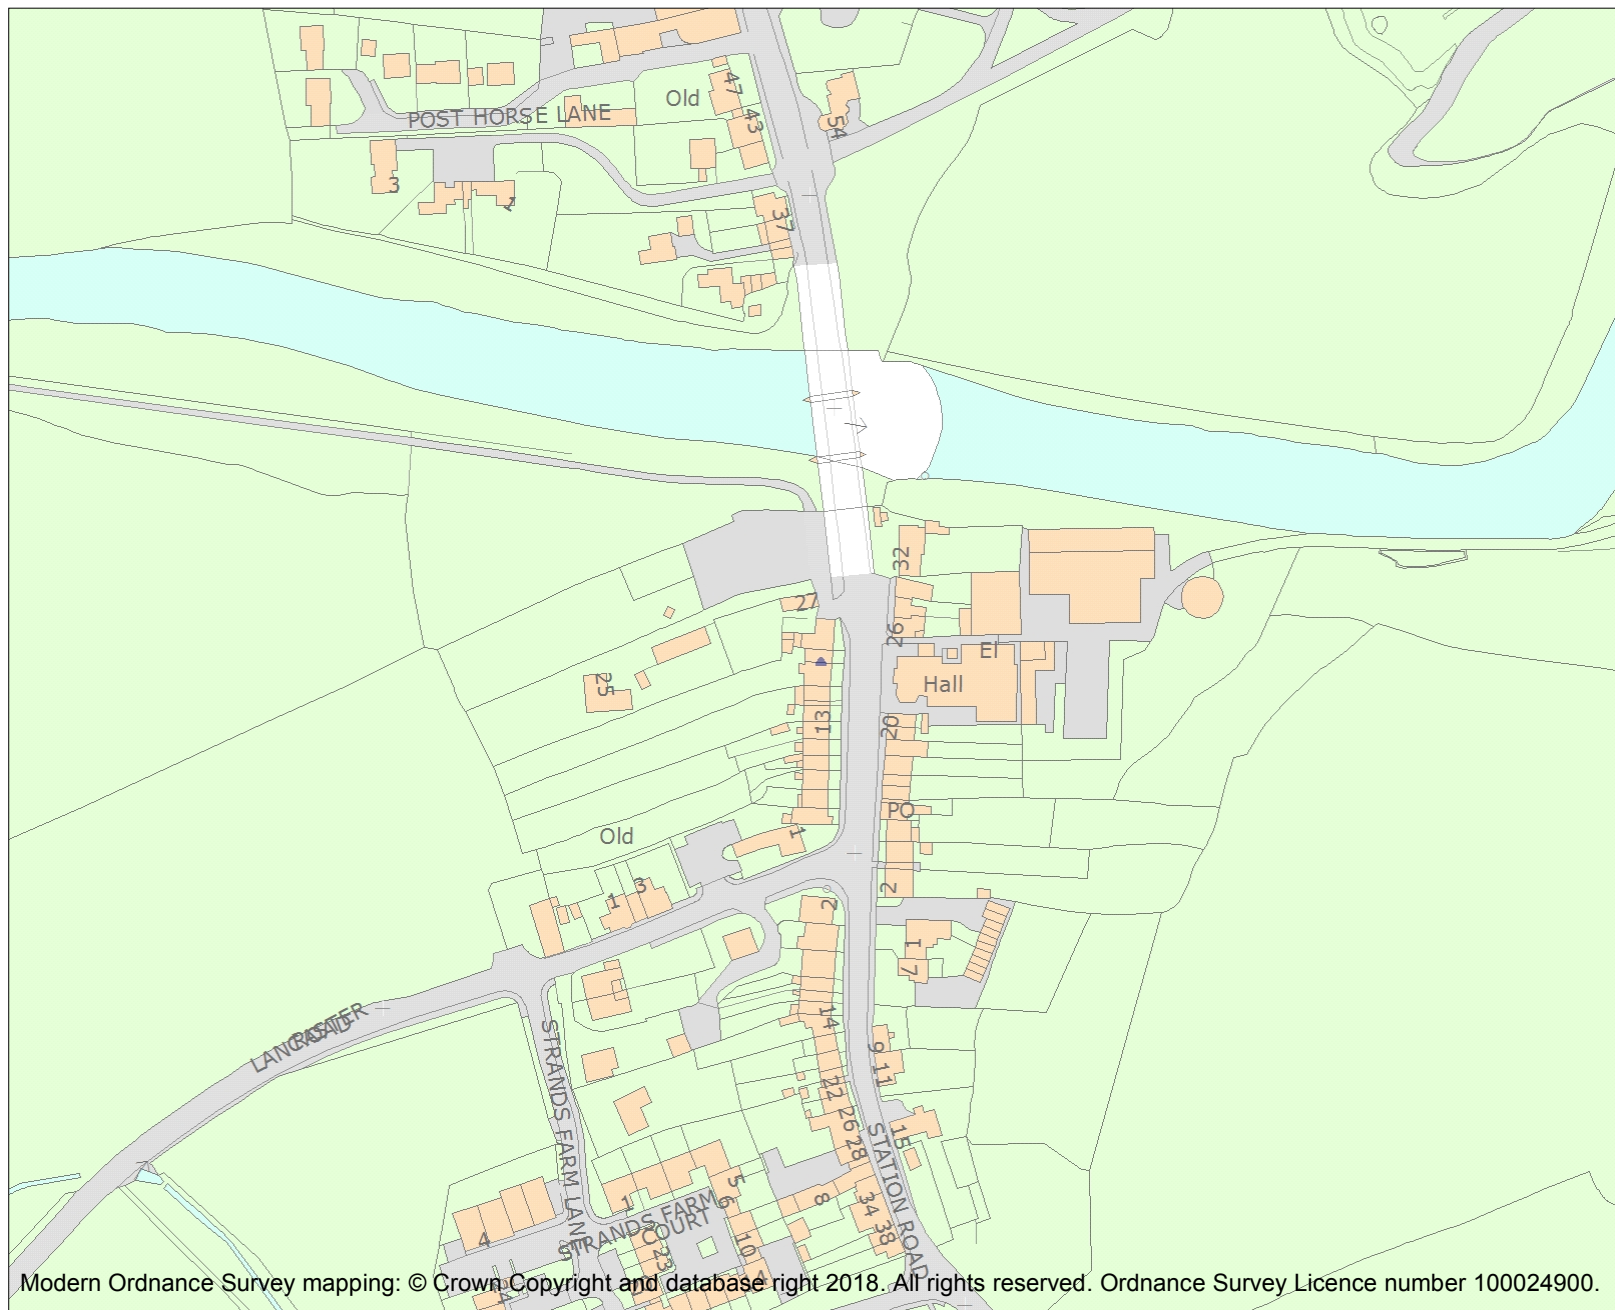 47
Old
43
POST HORSE LANE
54
3
1
37
32
27
26
El
25
Hall
13
20
PO
1
Old
3
1
2
2
1
7
LANCASTER
ROAD
14
STRANDS FARM LANE
9
11
22
26
28
15
STATION ROAD
5
6
1
8
34
38
STRANDS FARM
COURT
4
10
23
Modern Ordnance Survey mapping: © Crown Copyright and database right 2018. All rights reserved. Ordnance Survey Licence number 100024900.